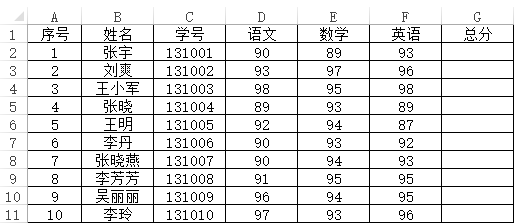 A B C D E F G
1 序号 姓名 学号 语文 数学 英语 总分
2 1 张宇 131001 90 89 93
3 2 刘爽 131002 93 97 96
4 3 王小军 131003 98 95 98
5 4 张晓 131004 89 93 89
6 5 王明 131005 92 94 87
7 6 李丹 131006 90 93 92
8 7 张晓燕 131007 90 94 93
9 8 李芳芳 131008 91 95 95
10 9 吴丽丽 131009 96 94 95
11 10 李玲 131010 97 93 96